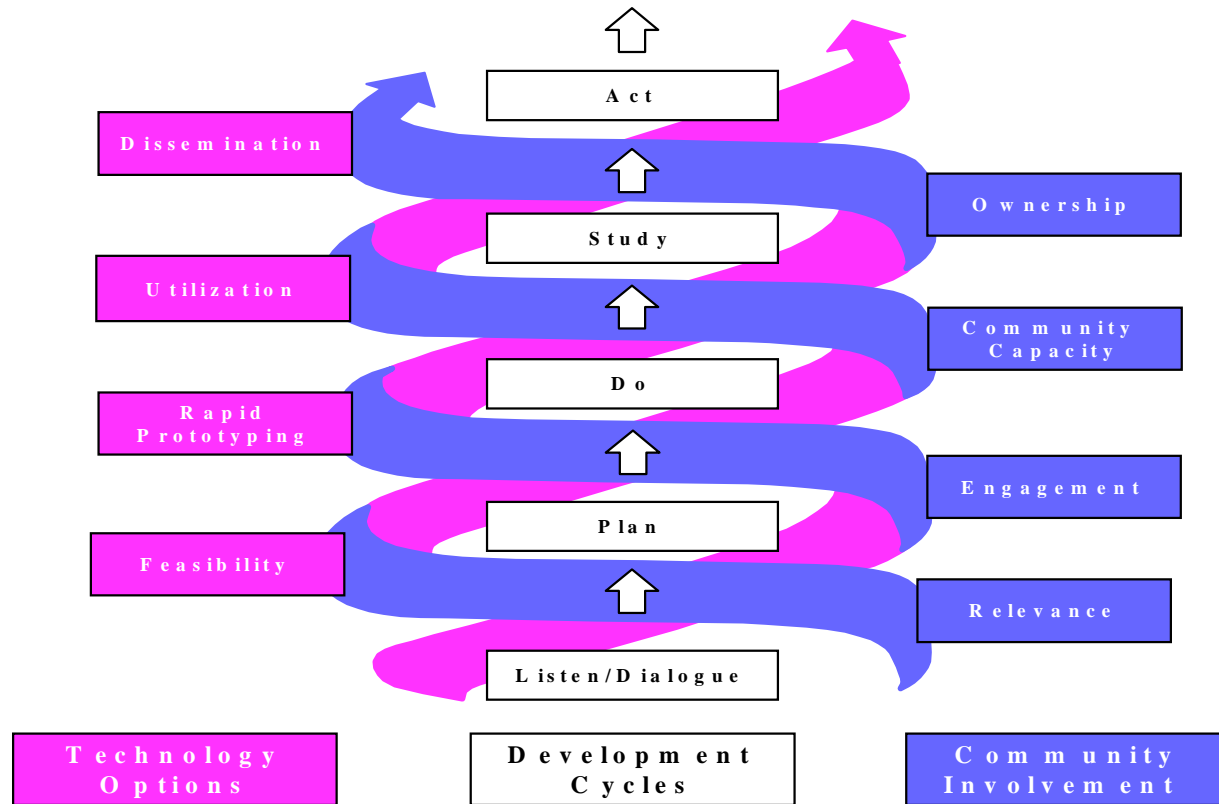 Act
Dissemination
Ownership
Study
Utilization
Community
Capacity
Do
Rapid
Prototyping
Engagement
Plan
Feasibility
Relevance
Listen/Dialogue
Technology
Options
Development
Cycles
Community
Involvement